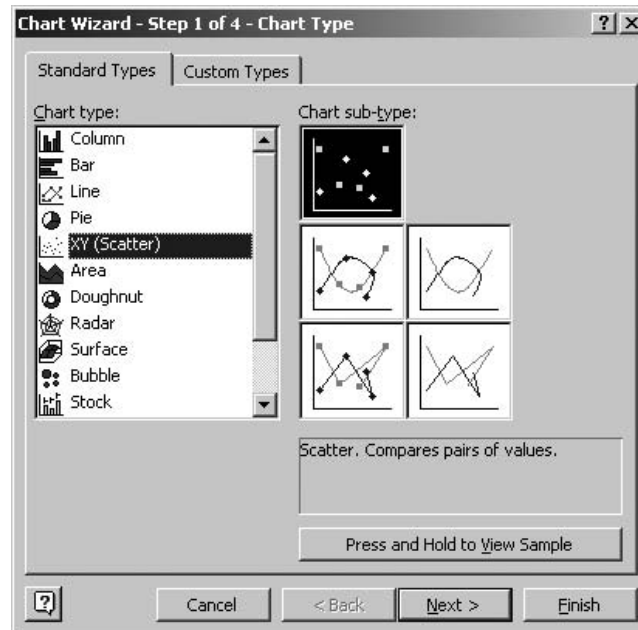 Chart Wizard - Step 1 of 4 - Chart Type
Standard Types
Custom Types
Chart type:
Column
Bar
Line
Pie
XY (Scatter)
Area
Doughnut
Radar
Surface
Bubble
Stock
Chart sub-type:
Scatter. Compares pairs of values.
Press and Hold to View Sample
Cancel
< Back
Next >
Finish